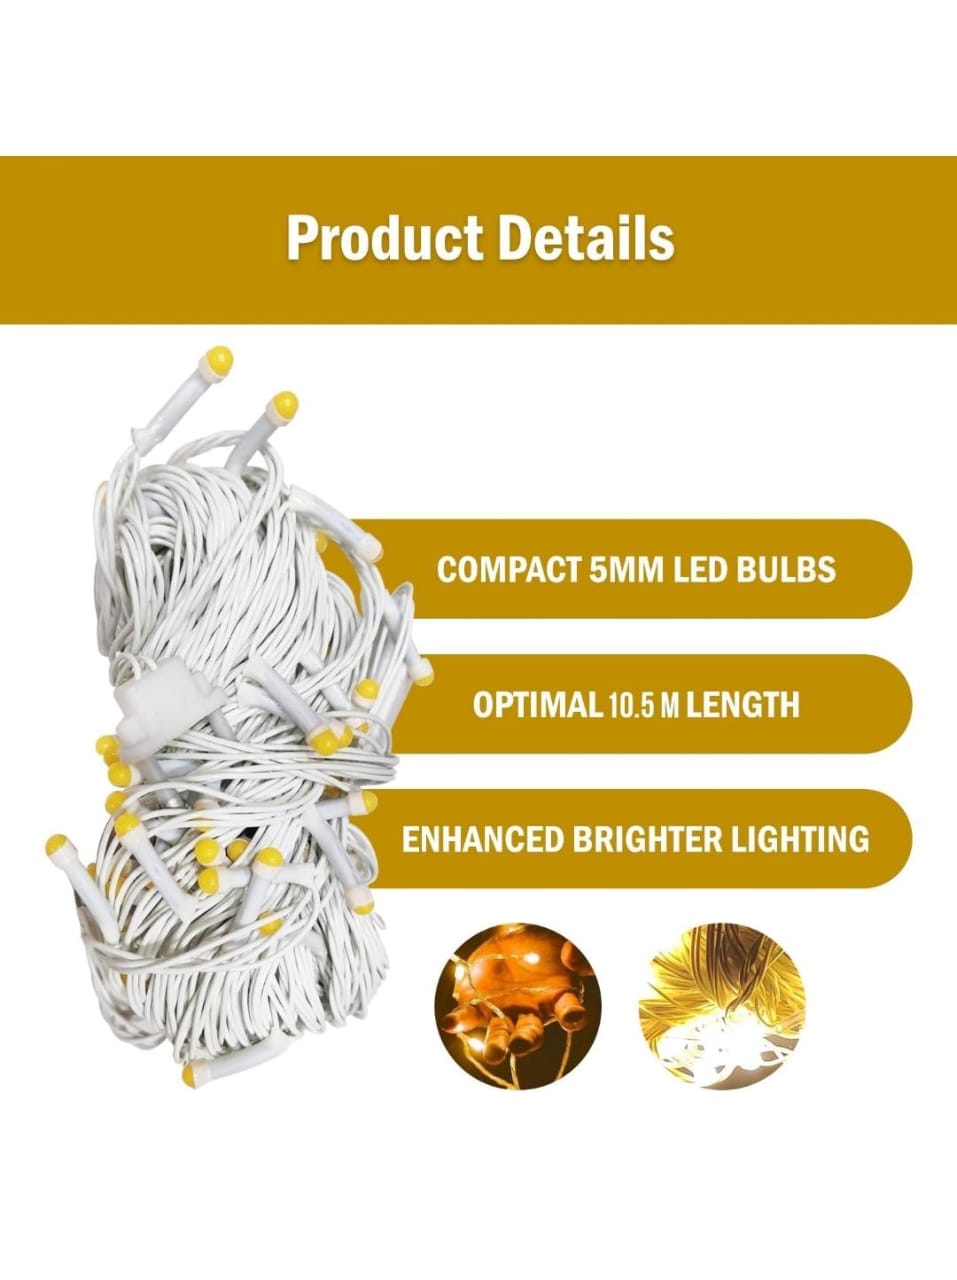 Product Details
COMPACT 5MM LED BULBS
OPTIMAL 10.5 M LENGTH
ENHANCED BRIGHTER LIGHTING